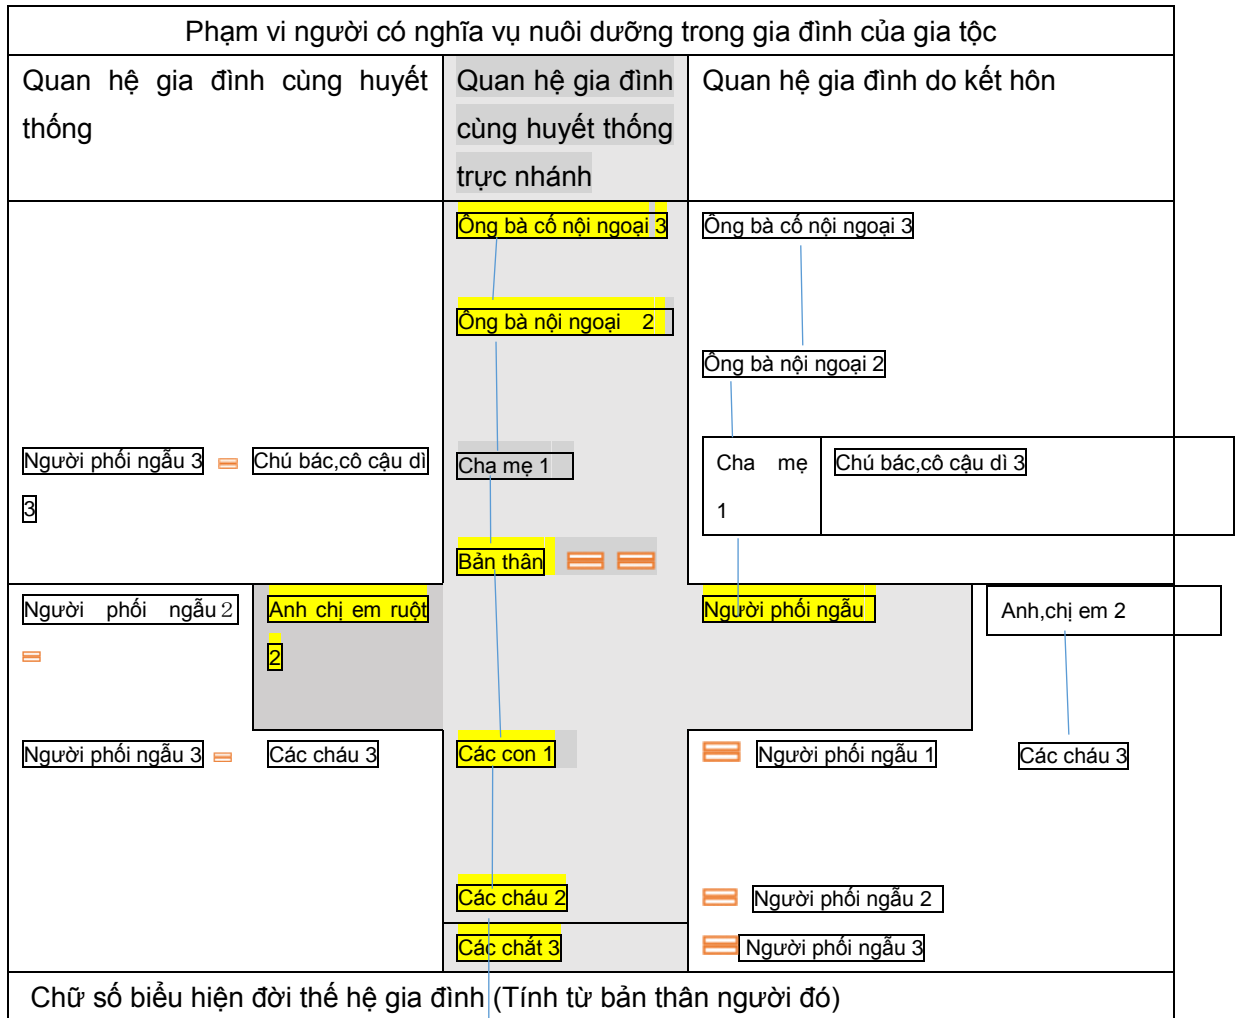 Phạm vi người có nghĩa vụ nuôi dưỡng trong gia đình của gia tộc
Quan hệ gia đình cùng huyết
thống
Quan hệ gia đình
cùng huyết thống
trực nhánh
Quan hệ gia đình do kết hôn
Ông bà cố nội ngoại 3
Ông bà cố nội ngoại 3
Ông bà nội ngoại 2
Ông bà nội ngoại 2
Người phối ngẫu 3
Chú bác,cô cậu dì
3
Cha mẹ 1
Cha mẹ
1
Chú bác,cô cậu dì 3
Bản thân
Người phối ngẫu 2
Anh chị em ruột
2
Người phối ngẫu
Anh,chị em 2
Người phối ngẫu 3
Các cháu 3
Các con 1
Người phối ngẫu 1
Các cháu 3
Các cháu 2
Người phối ngẫu 2
Các chắt 3
Người phối ngẫu 3
Chữ số biểu hiện đời thế hệ gia đình (Tính từ bản thân người đó)